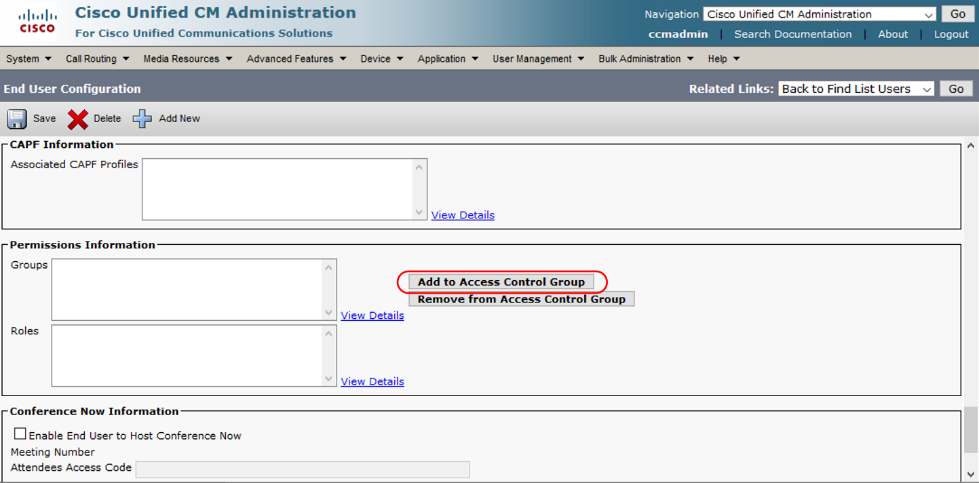 Cisco Unified CM Administration
Navigation Cisco Unified CM Administration Go
CISCO
For Cisco Unified Communications Solutions
ccmadmin | Search Documentation | About | Logout
System Call Routing Media Resources Advanced Features Device Application User Management Bulk Administration Help
End User Configuration
Related Links: Back to Find List Users Go
Save Delete Add New
CAPF Information
Associated CAPF Profiles
View Details
Permissions Information
Groups
Add to Access Control Group
Remove from Access Control Group
View Details
Roles
View Details
Conference Now Information
Enable End User to Host Conference Now
Meeting Number
Attendees Access Code